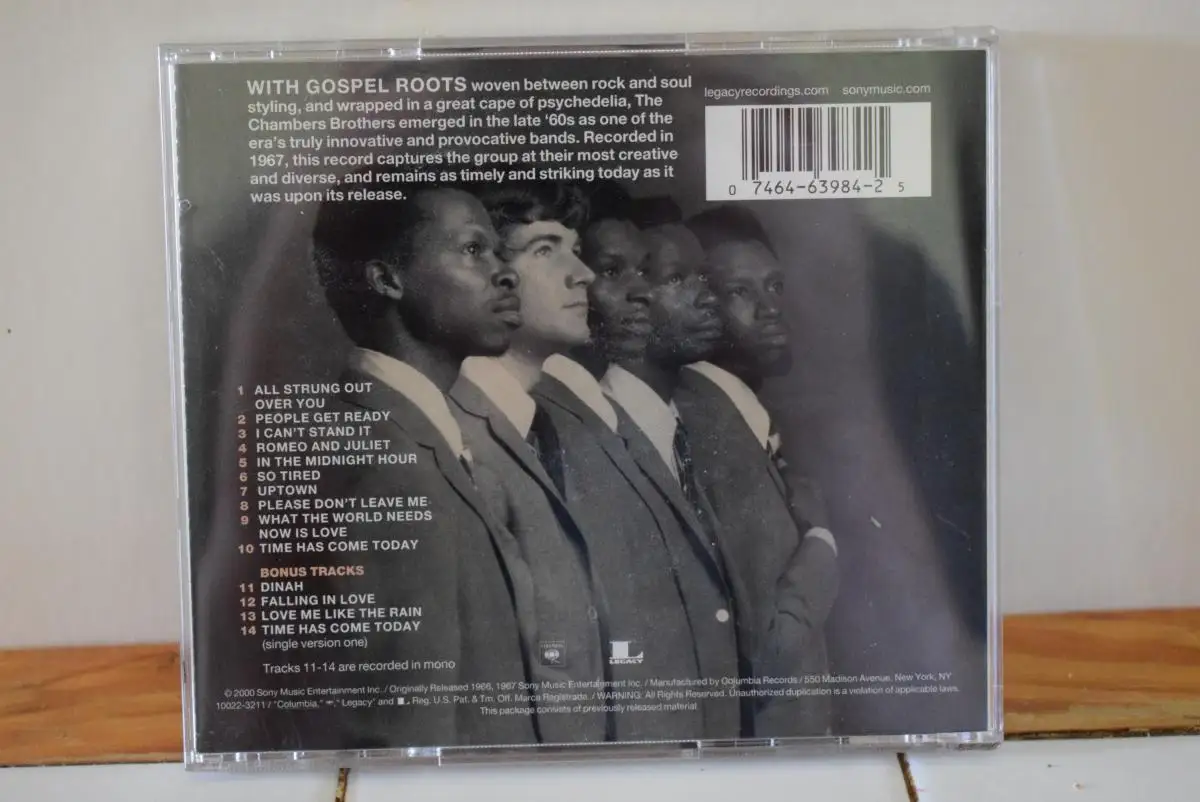 WITH GOSPEL ROOTS woven between rock and soul
styling, and wrapped in a great cape of psychedelia, The
Chambers Brothers emerged in the late '60s as one of the
era's truly innovative and provocative bands. Recorded in
1967, this record captures the group at their most creative
and diverse, and remains as timely and striking today as it
was upon its release.
legacyrecordings.com sonymusic.com
0 7464-63984-2 5
1 ALL STRUNG OUT
OVER YOU
2 PEOPLE GET READY
3 I CAN'T STAND IT
4 ROMEO AND JULIET
5 IN THE MIDNIGHT HOUR
6 SO TIRED
7 UPTOWN
8 PLEASE DON'T LEAVE ME
9 WHAT THE WORLD NEEDS
NOW IS LOVE
10 TIME HAS COME TODAY
BONUS TRACKS
11 DINAH
12 FALLING IN LOVE
13 LOVE ME LIKE THE RAIN
14 TIME HAS COME TODAY
(single version one)
Tracks 11-14 are recorded in mono
LEGACY
© 2000 Sony Music Entertainment Inc. / Originally Released 1966, 1967 Sony Music Entertainment Inc. / Manufactured by Columbia Records / 550 Madison Avenue, New York, NY
10022-3211 / "Columbia," "," Legacy" and L Reg. U.S. Pat. & Tm. Off. Marca Registrada. / WARNING: All Rights Reserved. Unauthorized duplication is a violation of applicable laws.
This package consists of previously released material